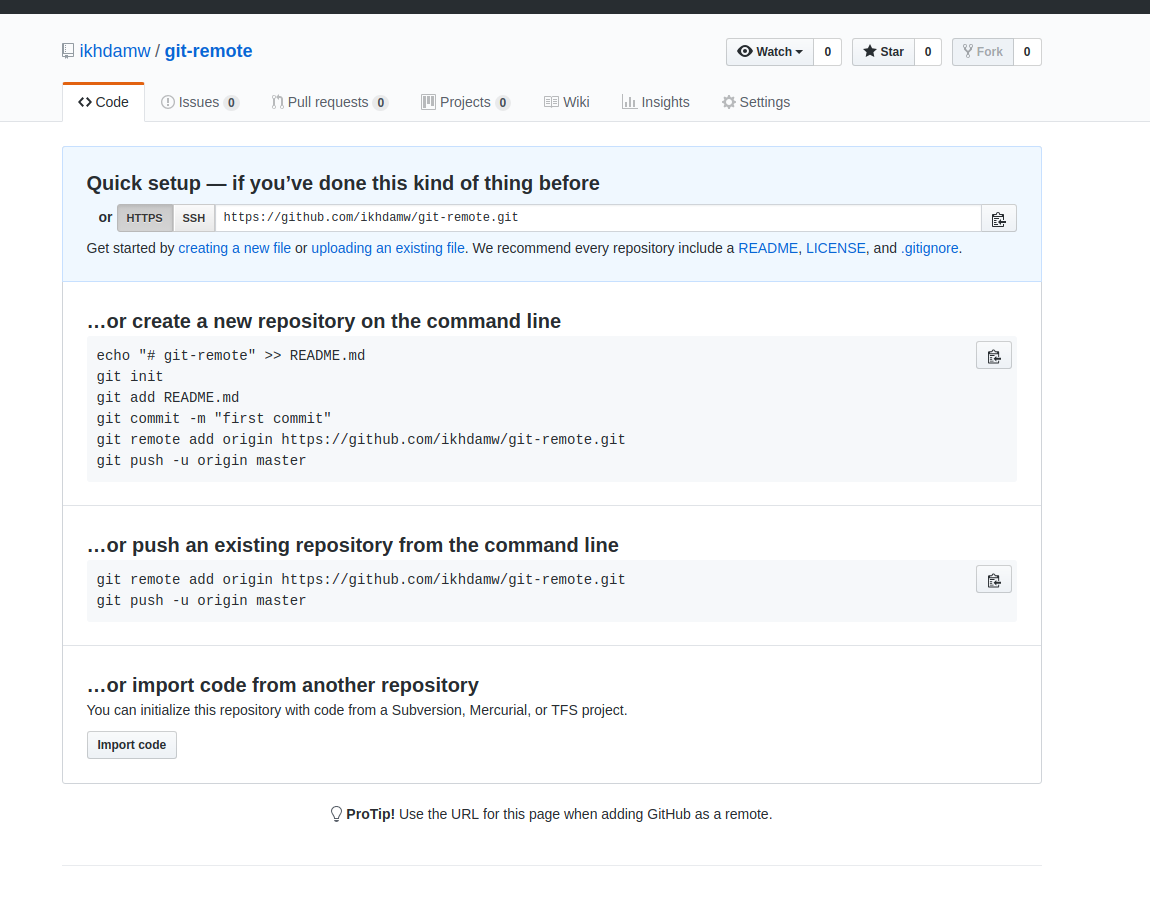 ikhdamw / git-remote
Watch 0 Star 0 Fork 0
Code Issues 0 Pull requests 0 Projects 0 Wiki Insights Settings
Quick setup — if you’ve done this kind of thing before
or HTTPS SSH https://github.com/ikhdamw/git-remote.git
Get started by creating a new file or uploading an existing file. We recommend every repository include a README, LICENSE, and .gitignore.
…or create a new repository on the command line
echo "# git-remote" >> README.md
git init
git add README.md
git commit -m "first commit"
git remote add origin https://github.com/ikhdamw/git-remote.git
git push -u origin master
…or push an existing repository from the command line
git remote add origin https://github.com/ikhdamw/git-remote.git
git push -u origin master
…or import code from another repository
You can initialize this repository with code from a Subversion, Mercurial, or TFS project.
Import code
ProTip! Use the URL for this page when adding GitHub as a remote.